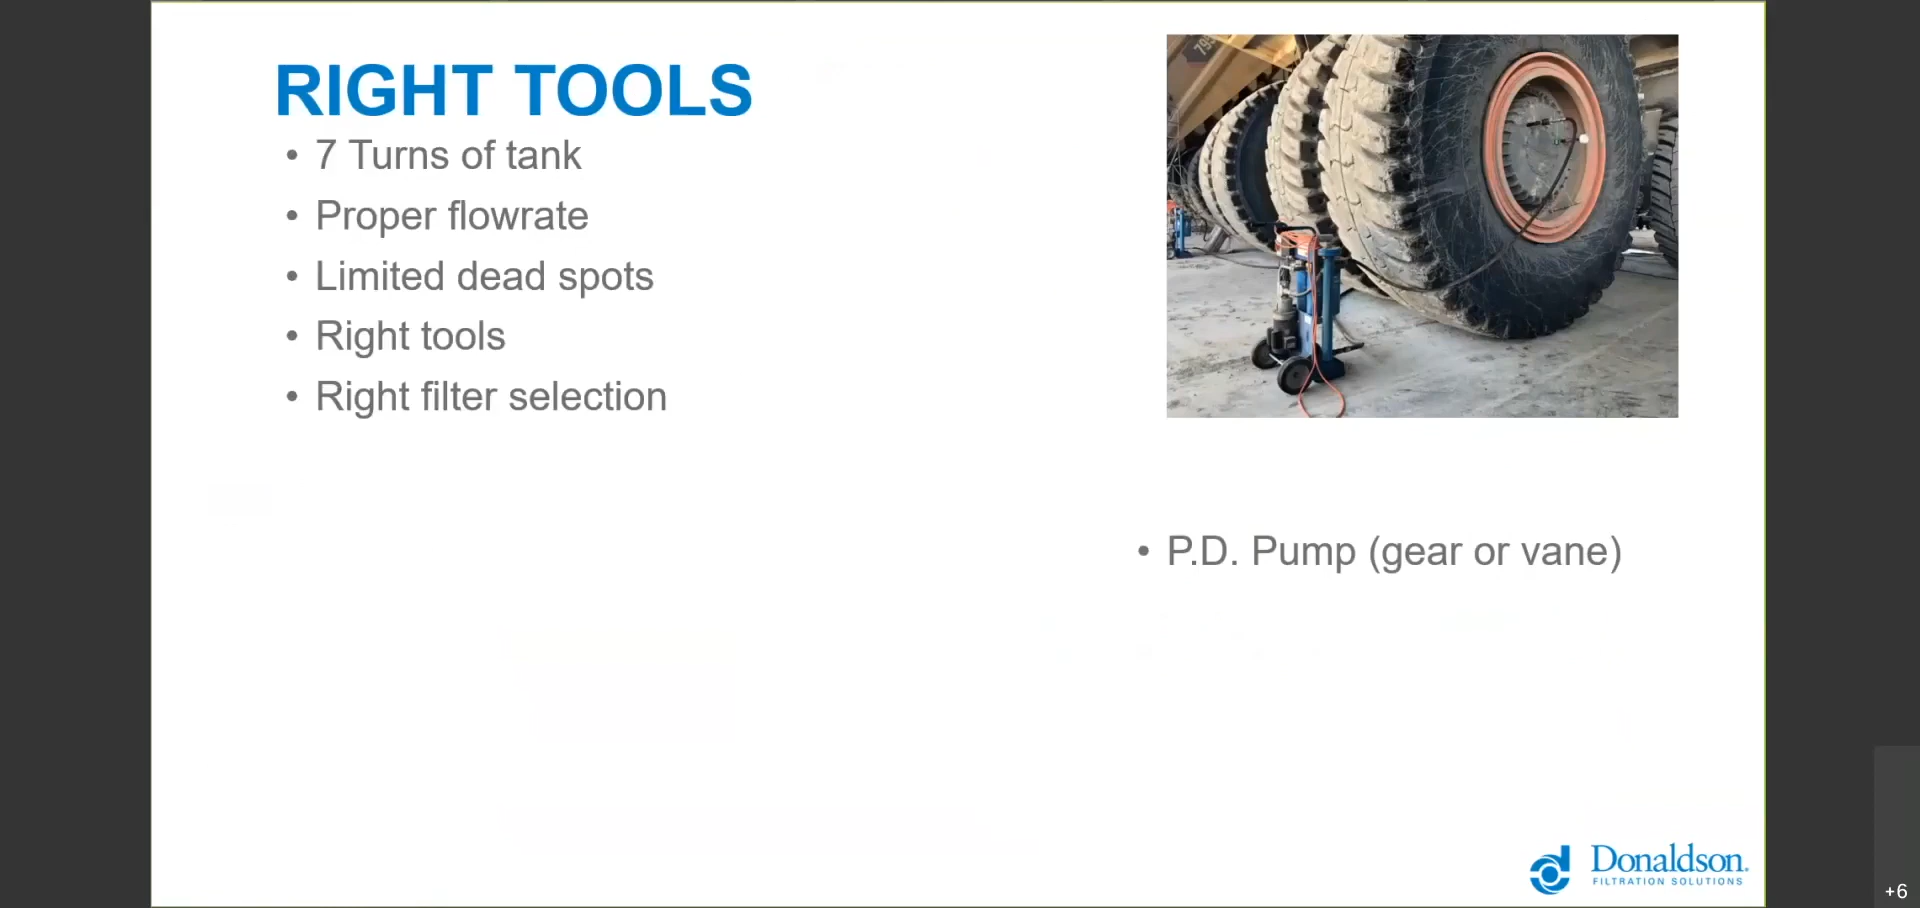 RIGHT TOOLS
• 7 Turns of tank
• Proper flowrate
• Limited dead spots
• Right tools
• Right filter selection
• P.D. Pump (gear or vane)
Donaldson.
FILTRATION SOLUTIONS
+6